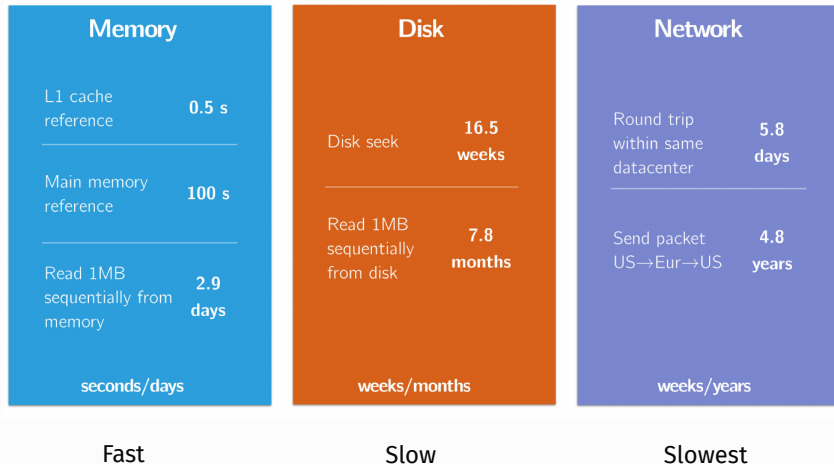 Memory
L1 cache
reference
0.5 s
Main memory
reference
100 s
Read 1MB
sequentially from
memory
2.9
days
seconds/days
Fast
Disk
Disk seek
16.5
weeks
Read 1MB
sequentially
from disk
7.8
months
weeks/months
Slow
Network
Round trip
within same
datacenter
5.8
days
Send packet
US→Eur→US
4.8
years
weeks/years
Slowest